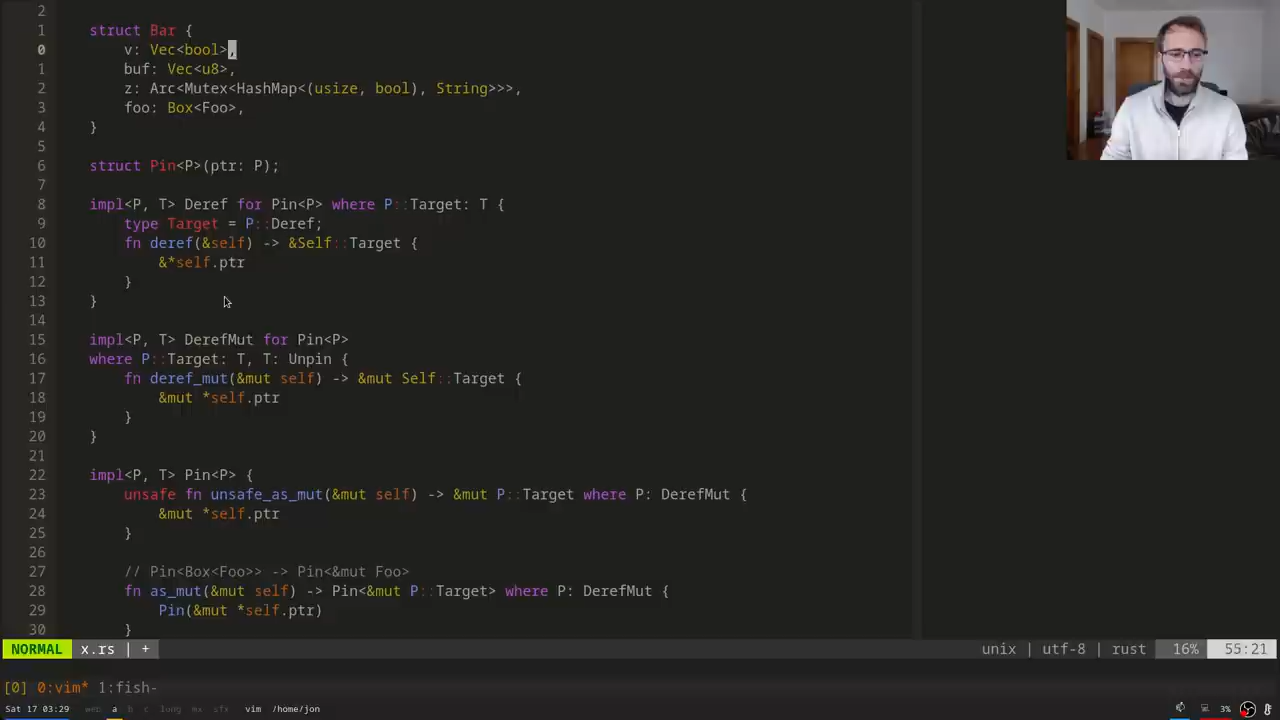 2
1 struct Bar {
0 v: Vec<bool>,
1 buf: Vec<u8>,
2 z: Arc<Mutex<HashMap<(usize, bool), String>>>,
3 foo: Box<Foo>,
4 }
5
6 struct Pin<P>(ptr: P);
7
8 impl<P, T> Deref for Pin<P> where P::Target: T {
9 type Target = P::Deref;
10 fn deref(&self) -> &Self::Target {
11 &*self.ptr
12 }
13 }
14
15 impl<P, T> DerefMut for Pin<P>
16 where P::Target: T, T: Unpin {
17 fn deref_mut(&mut self) -> &mut Self::Target {
18 &mut *self.ptr
19 }
20 }
21
22 impl<P, T> Pin<P> {
23 unsafe fn unsafe_as_mut(&mut self) -> &mut P::Target where P: DerefMut {
24 &mut *self.ptr
25 }
26
27 // Pin<Box<Foo>> -> Pin<&mut Foo>
28 fn as_mut(&mut self) -> Pin<&mut P::Target> where P: DerefMut {
29 Pin(&mut *self.ptr)
30 }
NORMAL x.rs | + unix | utf-8 | rust 16% 55:21
[0] 0:vim* 1:fish-
Sat 17 03:29 web a b c lung mx sfx vim /home/jon 3%